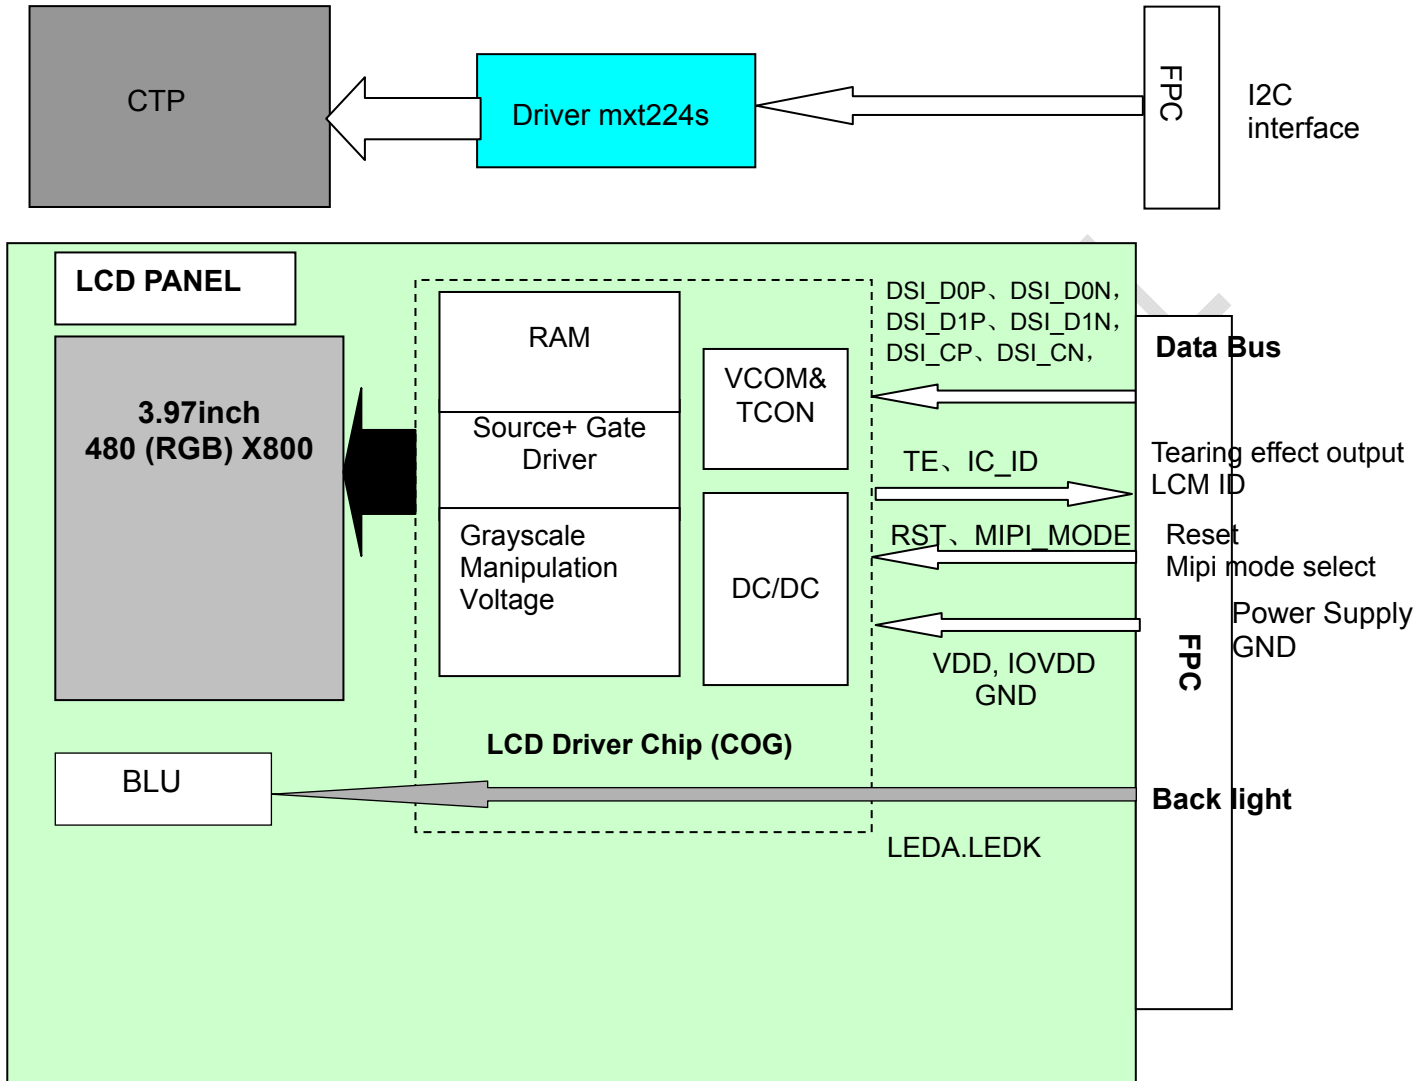 CTP
Driver mxt224s
FPC
I2C
interface
LCD PANEL
3.97inch
480 (RGB) X800
RAM
Source+ Gate
Driver
Grayscale
Manipulation
Voltage
VCOM&
TCON
DC/DC
LCD Driver Chip (COG)
DSI_D0P、DSI_D0N，
DSI_D1P、DSI_D1N，
DSI_CP、DSI_CN，
Data Bus
TE、IC_ID
Tearing effect output
LCM ID
RST、MIPI_MODE
Reset
Mipi mode select
Power Supply
GND
VDD, IOVDD
GND
FPC
BLU
Back light
LEDA.LEDK